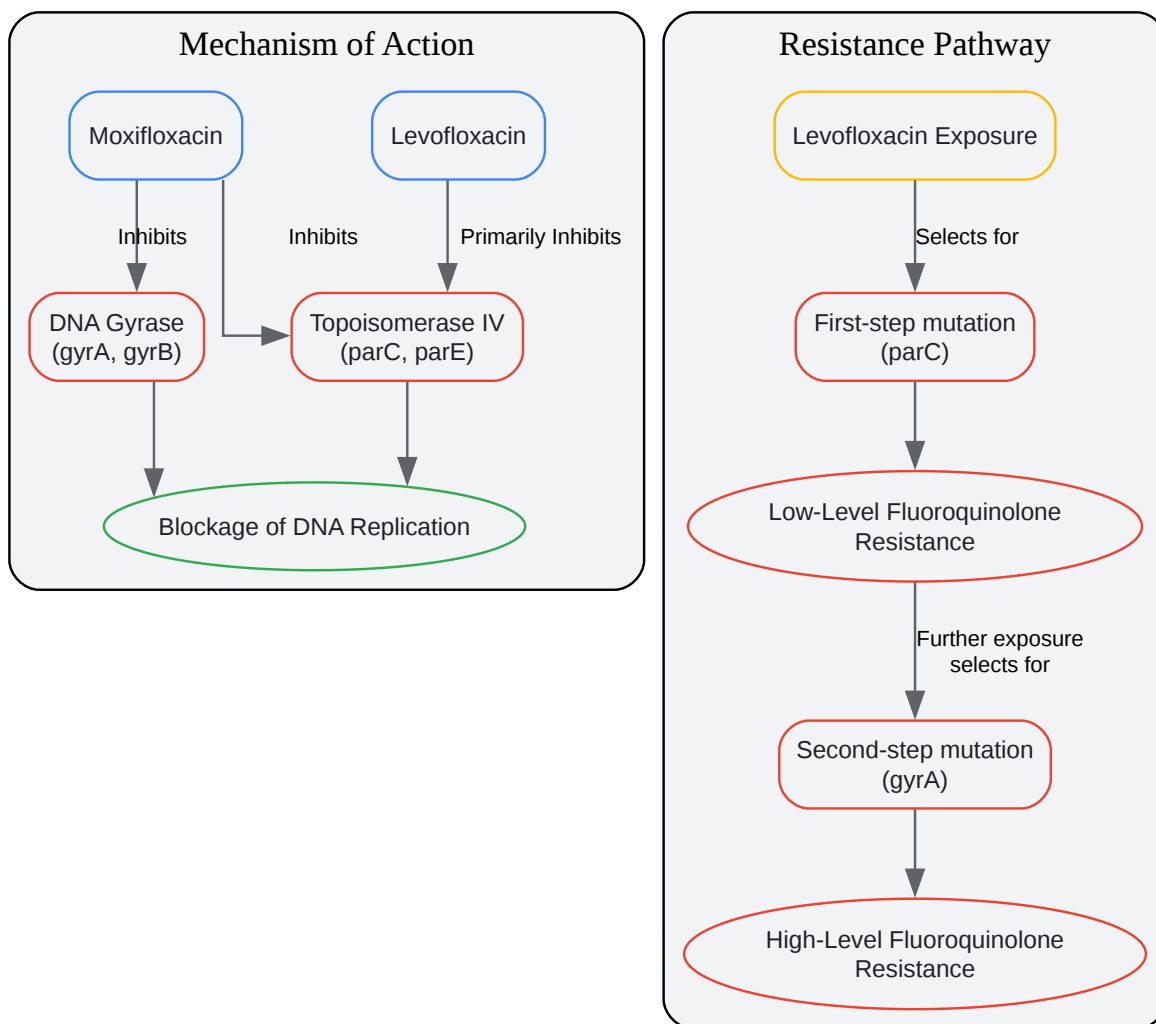 Mechanism of Action
Moxifloxacin
Levofloxacin
Inhibits
Inhibits
Primarily Inhibits
DNA Gyrase
(gyrA, gyrB)
Topoisomerase IV
(parC, parE)
Blockage of DNA Replication
Resistance Pathway
Levofloxacin Exposure
Selects for
First-step mutation
(parC)
Low-Level Fluoroquinolone
Resistance
Further exposure
selects for
Second-step mutation
(gyrA)
High-Level Fluoroquinolone
Resistance